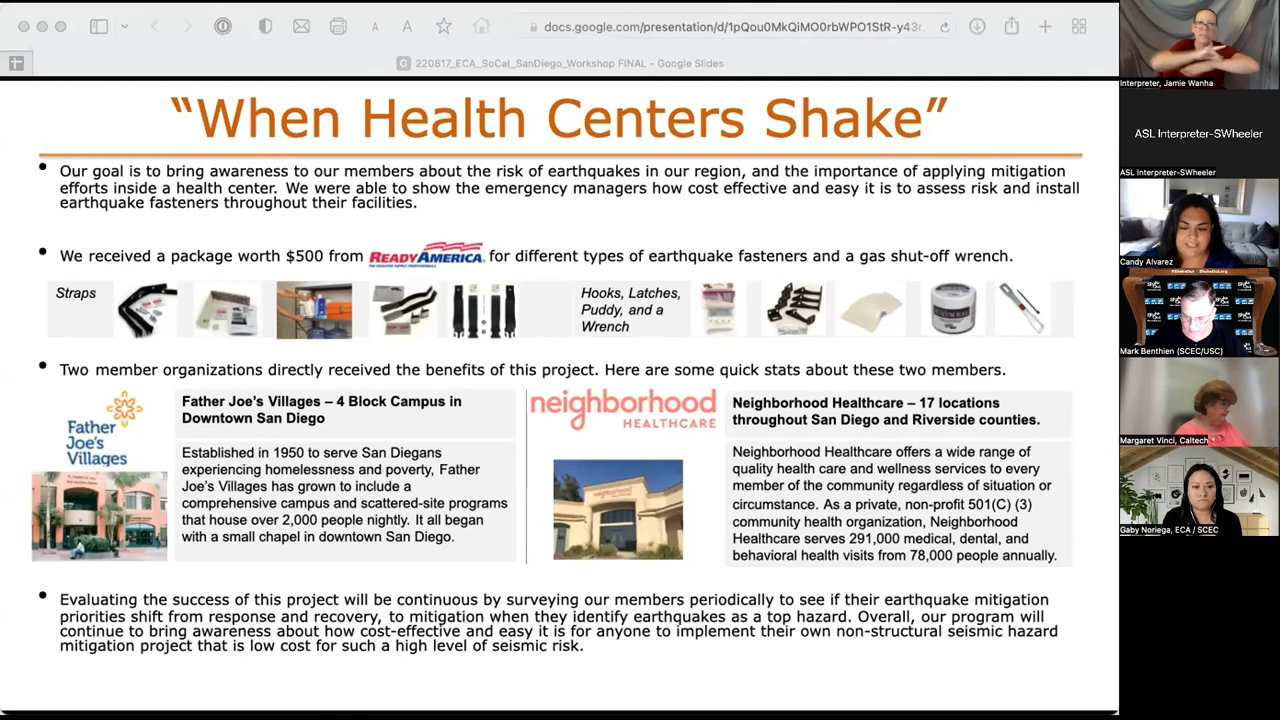 docs.google.com/presentation/d/1pQou0MkQiMO0rbWPO1StR-y43r.
220817_ECA_SoCal_SanDiego_Workshop FINAL - Google Slides
“When Health Centers Shake”
Our goal is to bring awareness to our members about the risk of earthquakes in our region, and the importance of applying mitigation
efforts inside a health center. We were able to show the emergency managers how cost effective and easy it is to assess risk and install
earthquake fasteners throughout their facilities.
We received a package worth $500 from READYAMERICA for different types of earthquake fasteners and a gas shut-off wrench.
Straps
Hooks, Latches,
Puddy, and a
Wrench
Two member organizations directly received the benefits of this project. Here are some quick stats about these two members.
Father Joe's Villages
Father Joe's Villages – 4 Block Campus in
Downtown San Diego
Established in 1950 to serve San Diegans
experiencing homelessness and poverty, Father
Joe's Villages has grown to include a
comprehensive campus and scattered-site programs
that house over 2,000 people nightly. It all began
with a small chapel in downtown San Diego.
neighborhood
HEALTHCARE
Neighborhood Healthcare – 17 locations
throughout San Diego and Riverside counties.
Neighborhood Healthcare offers a wide range of
quality health care and wellness services to every
member of the community regardless of situation or
circumstance. As a private, non-profit 501(C) (3)
community health organization, Neighborhood
Healthcare serves 291,000 medical, dental, and
behavioral health visits from 78,000 people annually.
Evaluating the success of this project will be continuous by surveying our members periodically to see if their earthquake mitigation
priorities shift from response and recovery, to mitigation when they identify earthquakes as a top hazard. Overall, our program will
continue to bring awareness about how cost-effective and easy it is for anyone to implement their own non-structural seismic hazard
mitigation project that is low cost for such a high level of seismic risk.
Interpreter, Jamie Wanha
ASL Interpreter-SWheeler
ASL Interpreter-SWheeler
Candy Alvarez
#ShakeOut ShakeOut.org
Mark Benthien (SCEC/USC)
Margaret Vinci, Caltech
Gaby Noriega, ECA / SCEC